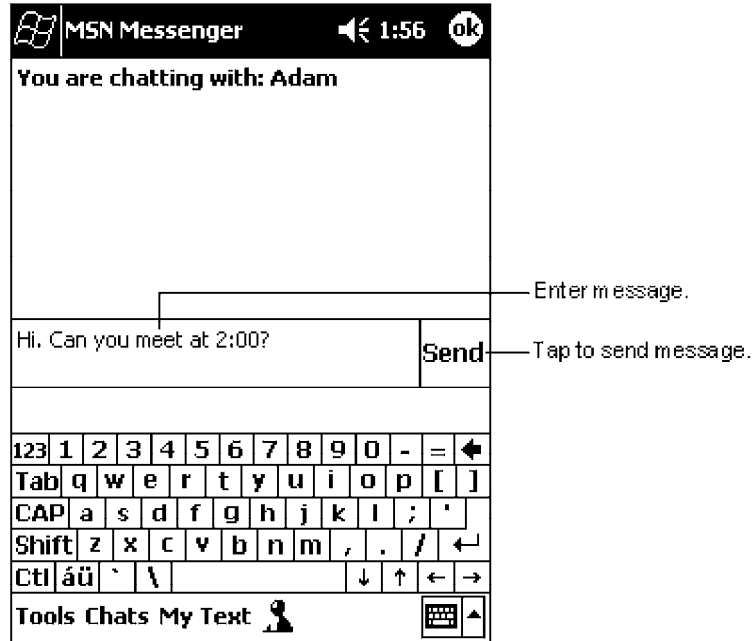 MSN Messenger 1:56 ok
You are chatting with: Adam
Enter message.
Hi. Can you meet at 2:00?
Send
Tap to send message.
123 1 2 3 4 5 6 7 8 9 0 - =
Tab q w e r t y u i o p [ ]
CAP a s d f g h j k l ; '
Shift z x c v b n m , . /
Ctl áü ` \
Tools Chats My Text